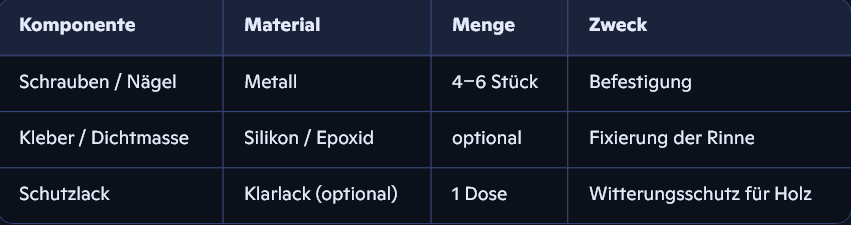 Komponente Material Menge Zweck
Schrauben / Nägel Metall 4–6 Stück Befestigung
Kleber / Dichtmasse Silikon / Epoxid optional Fixierung der Rinne
Schutzlack Klarlack (optional) 1 Dose Witterungsschutz für Holz